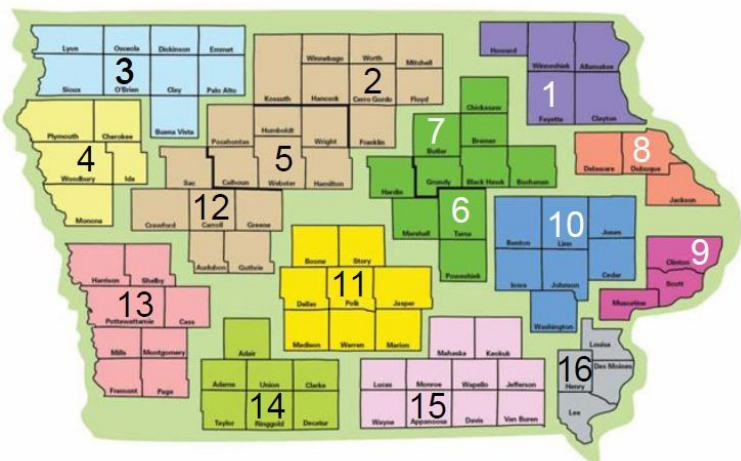 Lyon Osceola Dickinson Emmet
3
Sioux O'Brien Clay Palo Alto
Buena Vista
Winnebago Worth Mitchell
2
Kossuth Hancock Cerro Gordo Floyd
Howard Winneshiek Allamakee
1
Fayette Clayton
Plymouth Cherokee
4
Woodbury Ida
Monona
Pocahontas Humboldt Wright Franklin
5
Sac Calhoun Webster Hamilton
12
Crawford Carroll Greene
Audubon Guthrie
Chickasaw
7
Butler Bremer
Hardin Grundy Black Hawk Buchanan
6
Marshall Tama
Poweshiek
8
Delaware Dubuque
Jackson
10
Benton Linn Jones
Iowa Johnson Cedar
Washington
9
Clinton
Scott
Muscatine
Harrison Shelby
13
Pottawattamie Cass
Mills Montgomery
Fremont Page
Boone Story
11
Dallas Polk Jasper
Madison Warren Marion
Adair
Adams Union Clarke
14
Taylor Ringgold Decatur
Mahaska Keokuk
Lucas Monroe Wapello Jefferson
15
Wayne Appanoose Davis Van Buren
Louisa
16
Henry Des Moines
Lee